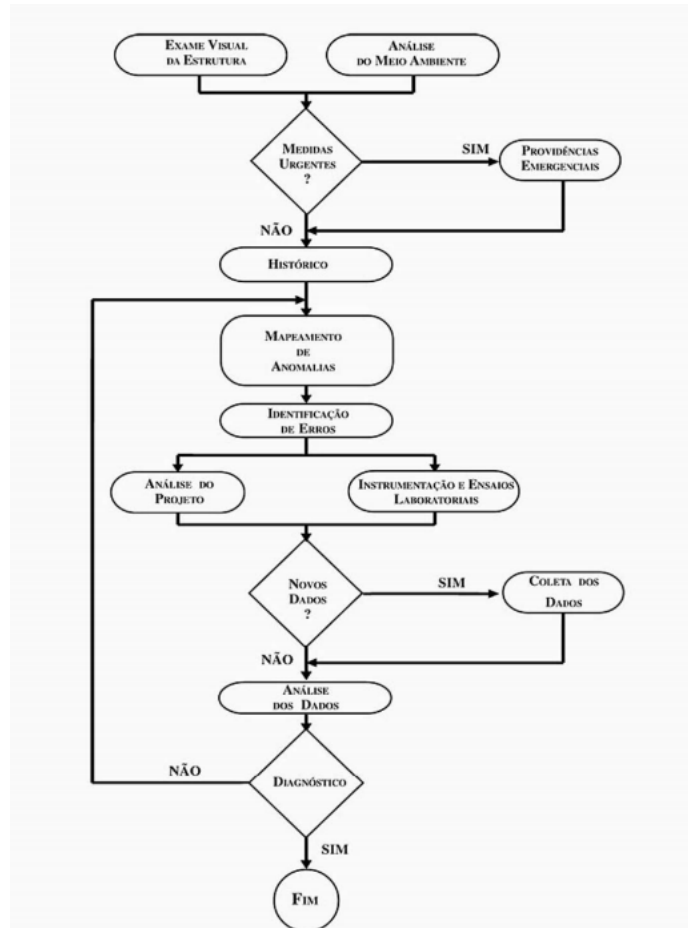 Exame Visual
da Estrutura
Análise
do Meio Ambiente
Medidas
Urgentes
?
SIM
Providências
Emergenciais
NÃO
Histórico
Mapeamento
de
Anomalias
Identificação
de Erros
Análise do
Projeto
Instrumentação e Ensaios
Laboratoriais
Novos
Dados
?
SIM
Coleta dos
Dados
NÃO
Análise
dos Dados
NÃO
Diagnóstico
SIM
Fim